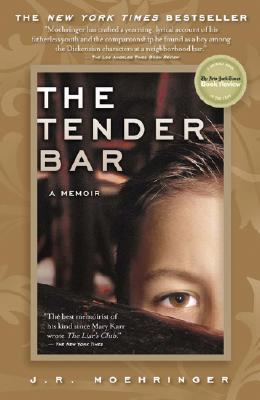 THE NEW YORK TIMES BESTSELLER
"Moehringer has crafted a yearning, lyrical account of his
fatherless youth and the companionship he found as a boy among
the Dickensian characters at a neighborhood bar."
—The Los Angeles Times Book Review
The New York Times
Book Review
THE
TENDER
BAR
A MEMOIR
"The best memoirist of
his kind since Mary Karr
wrote The Liar's Club."
—The New York Times
J.R. MOEHRINGER